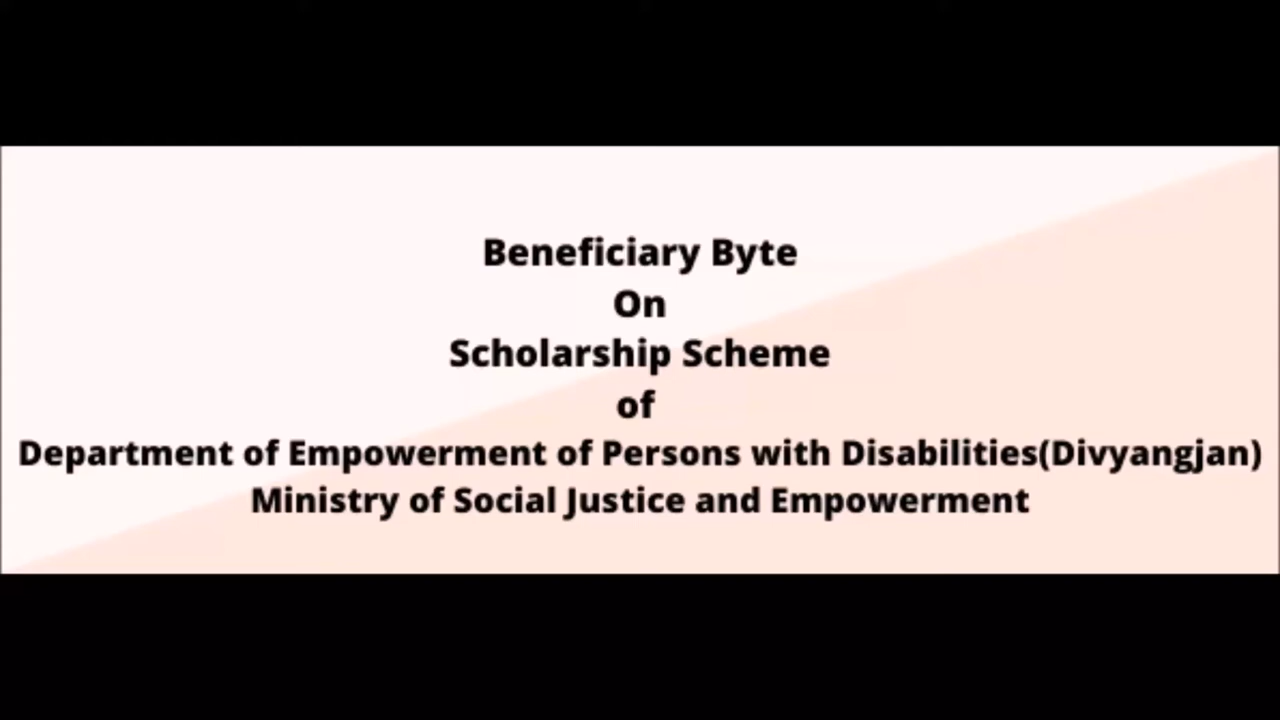 Beneficiary Byte
On
Scholarship Scheme
of
Department of Empowerment of Persons with Disabilities(Divyangjan)
Ministry of Social Justice and Empowerment